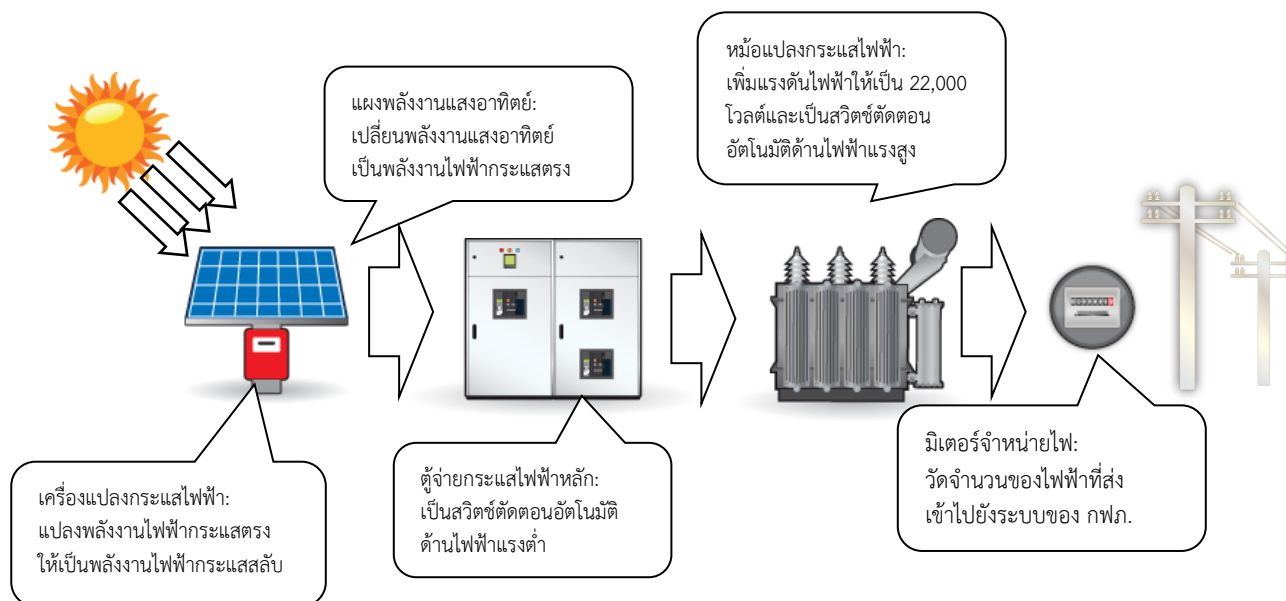 แผงพลังงานแสงอาทิตย์:
เปลี่ยนพลังงานแสงอาทิตย์
เป็นพลังงานไฟฟ้ากระแสตรง
หม้อแปลงกระแสไฟฟ้า:
เพิ่มแรงดันไฟฟ้าให้เป็น 22,000
โวลต์และเป็นสวิตช์ตัดตอน
อัตโนมัติด้านไฟฟ้าแรงสูง
เครื่องแปลงกระแสไฟฟ้า:
แปลงพลังงานไฟฟ้ากระแสตรง
ให้เป็นพลังงานไฟฟ้ากระแสสลับ
ตู้จ่ายกระแสไฟฟ้าหลัก:
เป็นสวิตช์ตัดตอนอัตโนมัติ
ด้านไฟฟ้าแรงต่ำ
มิเตอร์จำหน่ายไฟ:
วัดจำนวนของไฟฟ้าที่ส่ง
เข้าไปยังระบบของ กฟภ.